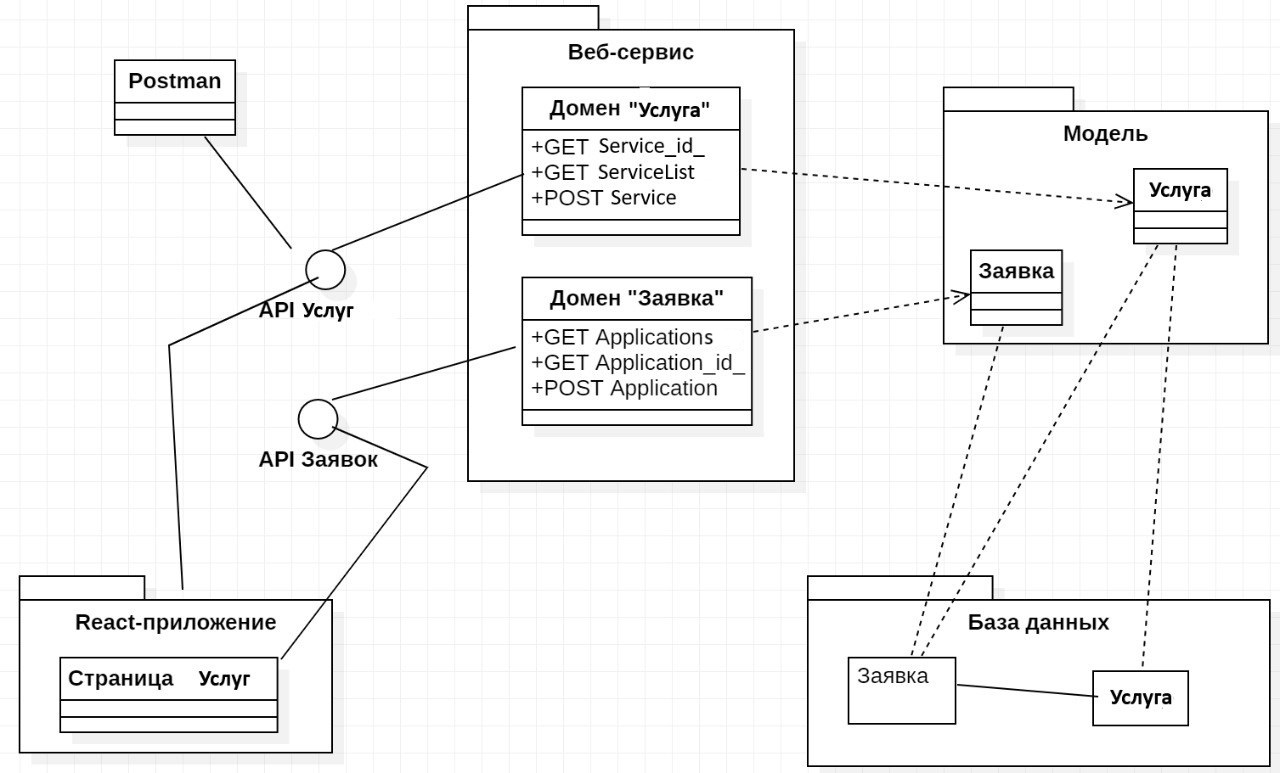 Postman
API Услуг
API Заявок
Веб-сервис
Домен "Услуга"
+GET Service_id_
+GET ServiceList
+POST Service
Домен "Заявка"
+GET Applications
+GET Application_id_
+POST Application
Модель
Услуга
Заявка
React-приложение
Страница Услуг
База данных
Заявка
Услуга